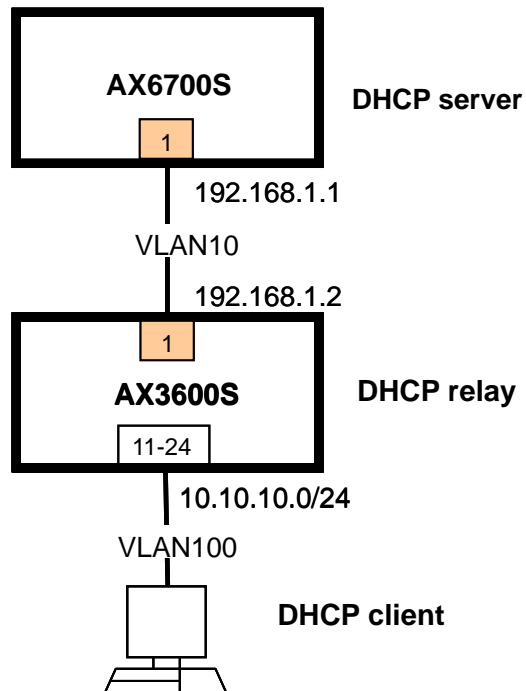 AX6700S
DHCP server
1
192.168.1.1
VLAN10
192.168.1.2
1
AX3600S
DHCP relay
11-24
10.10.10.0/24
VLAN100
DHCP client